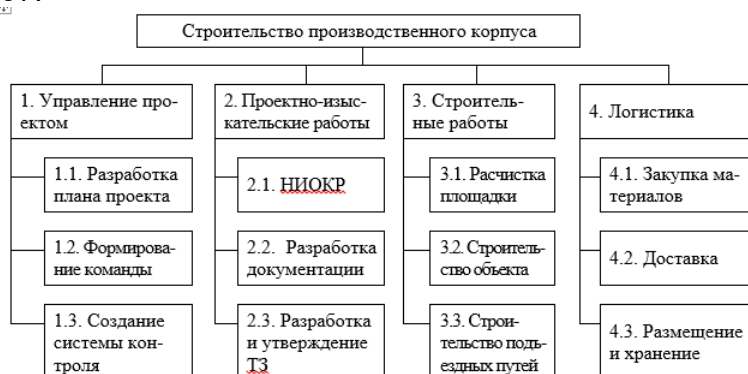 Строительство производственного корпуса
1. Управление про-
ектом
2. Проектно-изыс-
кательские работы
3. Строитель-
ные работы
4. Логистика
1.1. Разработка
плана проекта
2.1. НИОКР
3.1. Расчистка
площадки
4.1. Закупка ма-
териалов
1.2. Формирова-
ние команды
2.2. Разработка
документации
3.2. Строитель-
ство объекта
4.2. Доставка
1.3. Создание
системы кон-
троля
2.3. Разработка
и утверждение
ТЗ
3.3. Строи-
тельство подъ-
ездных путей
4.3. Размещение
и хранение